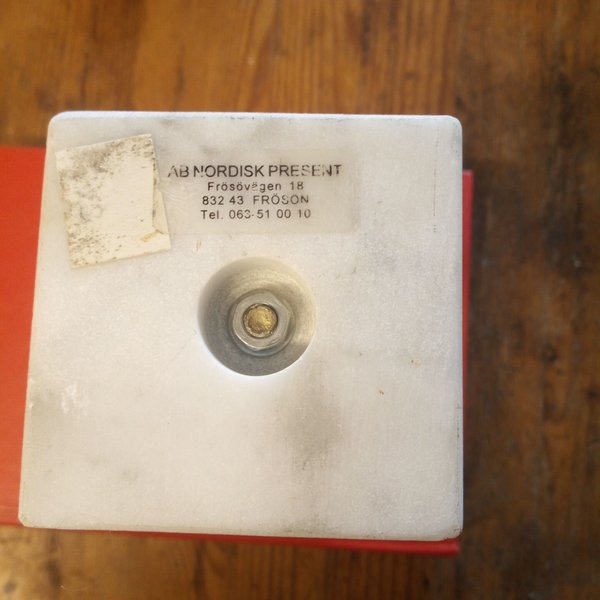 AB NORDISK PRESENT
Frösövägen 18
832 43 FRÖSÖN
Tel. 063-51 00 10